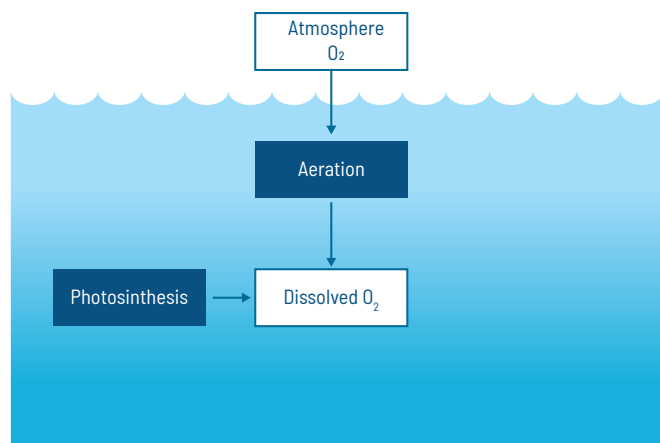 Atmosphere
O₂
Aeration
Photosinthesis
Dissolved O₂